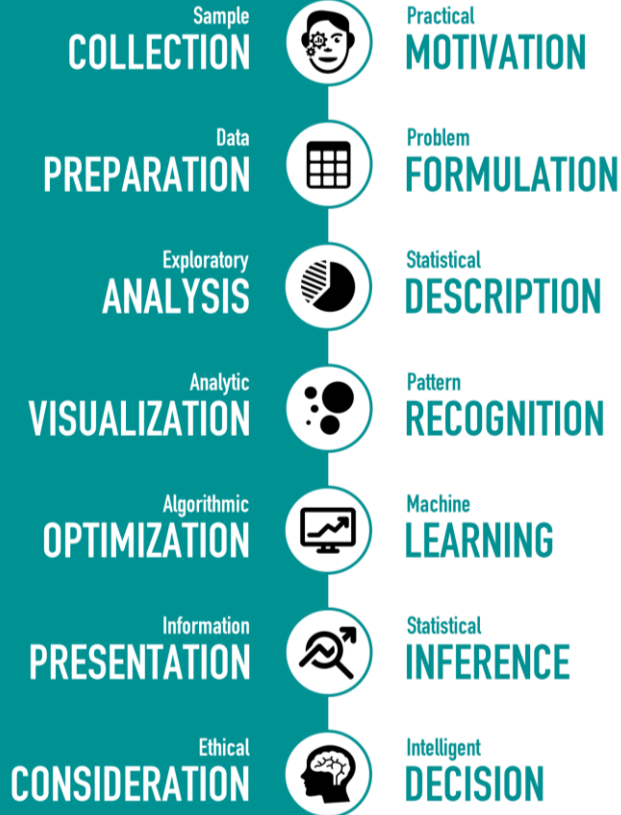 Sample
COLLECTION
Practical
MOTIVATION
Data
PREPARATION
Problem
FORMULATION
Exploratory
ANALYSIS
Statistical
DESCRIPTION
Analytic
VISUALIZATION
Pattern
RECOGNITION
Algorithmic
OPTIMIZATION
Machine
LEARNING
Information
PRESENTATION
Statistical
INFERENCE
Ethical
CONSIDERATION
Intelligent
DECISION